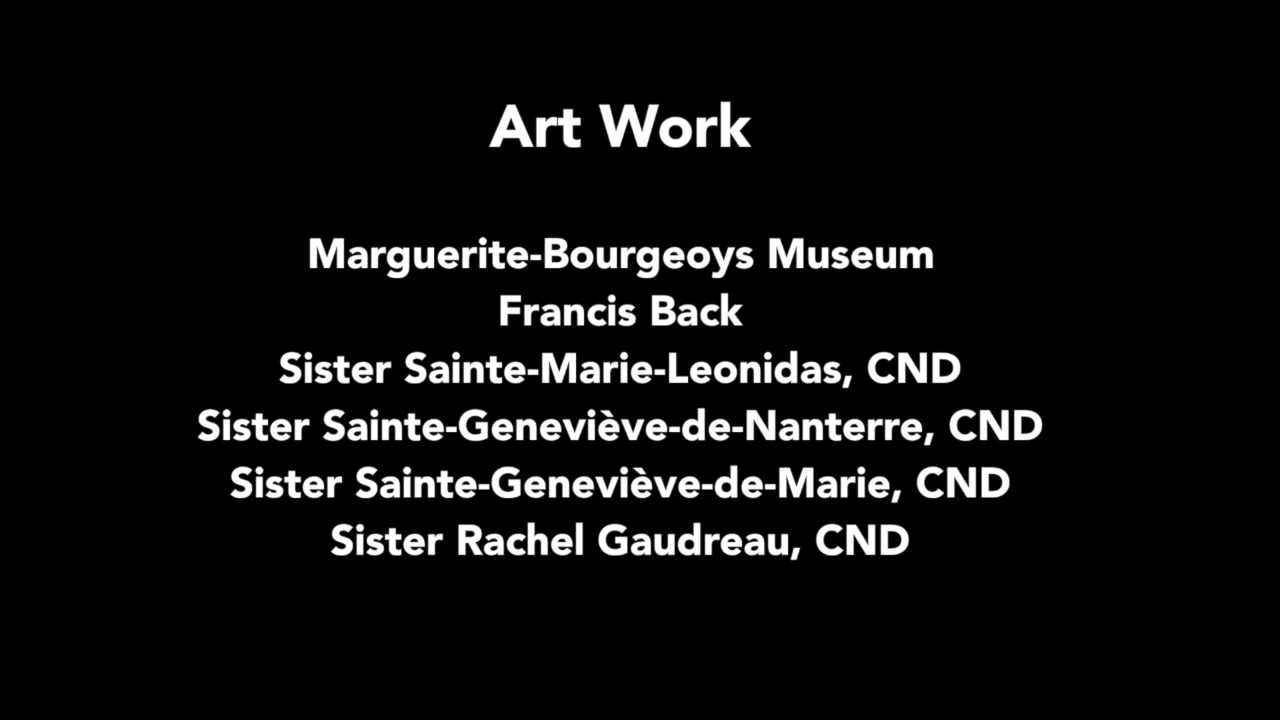 Art Work
Marguerite-Bourgeoys Museum
Francis Back
Sister Sainte-Marie-Leonidas, CND
Sister Sainte-Geneviève-de-Nanterre, CND
Sister Sainte-Geneviève-de-Marie, CND
Sister Rachel Gaudreau, CND